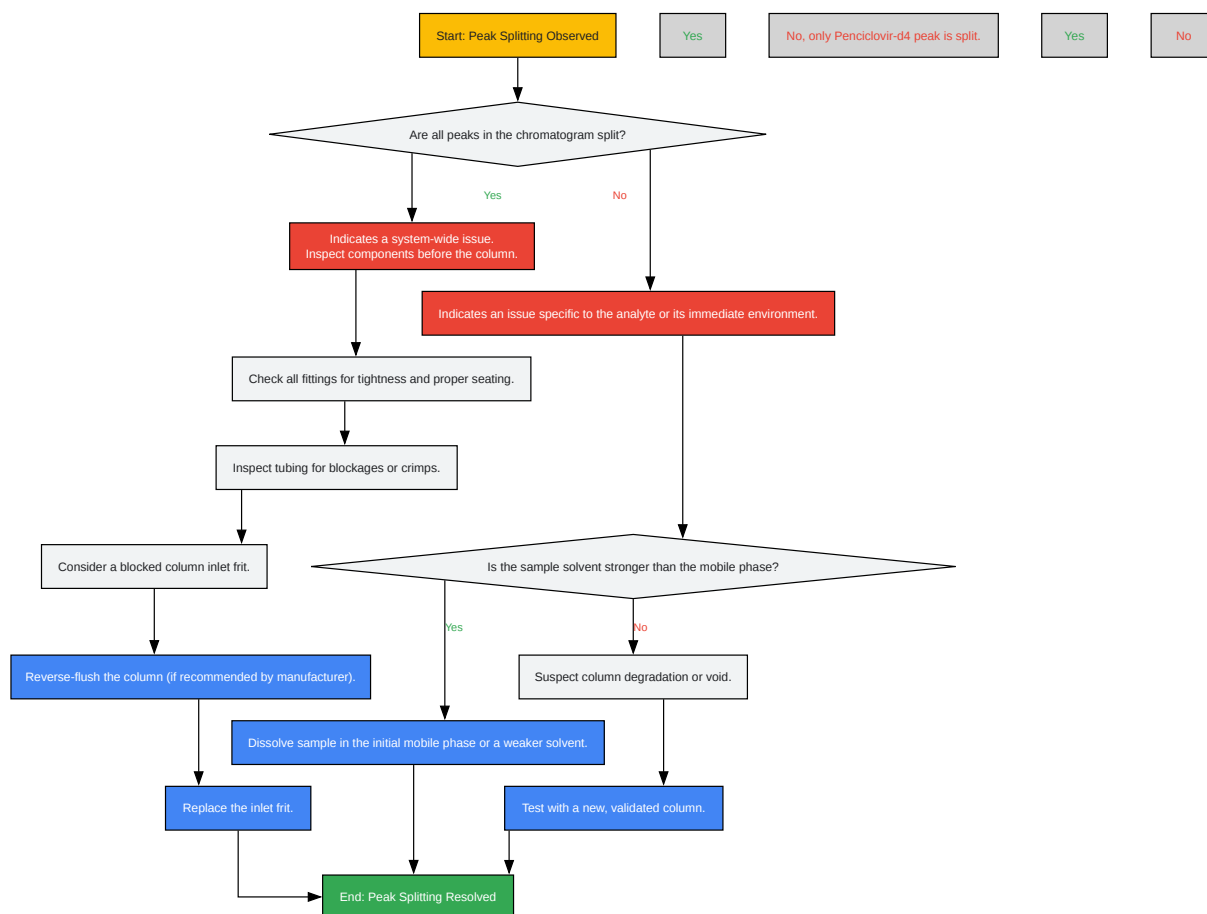 Start: Peak Splitting Observed
Yes
No, only Penciclovir-d4 peak is split.
Yes
No
Are all peaks in the chromatogram split?
Yes
No
Indicates a system-wide issue.
Inspect components before the column.
Indicates an issue specific to the analyte or its immediate environment.
Check all fittings for tightness and proper seating.
Inspect tubing for blockages or crimps.
Consider a blocked column inlet frit.
Is the sample solvent stronger than the mobile phase?
Yes
No
Reverse-flush the column (if recommended by manufacturer).
Suspect column degradation or void.
Dissolve sample in the initial mobile phase or a weaker solvent.
Replace the inlet frit.
Test with a new, validated column.
End: Peak Splitting Resolved